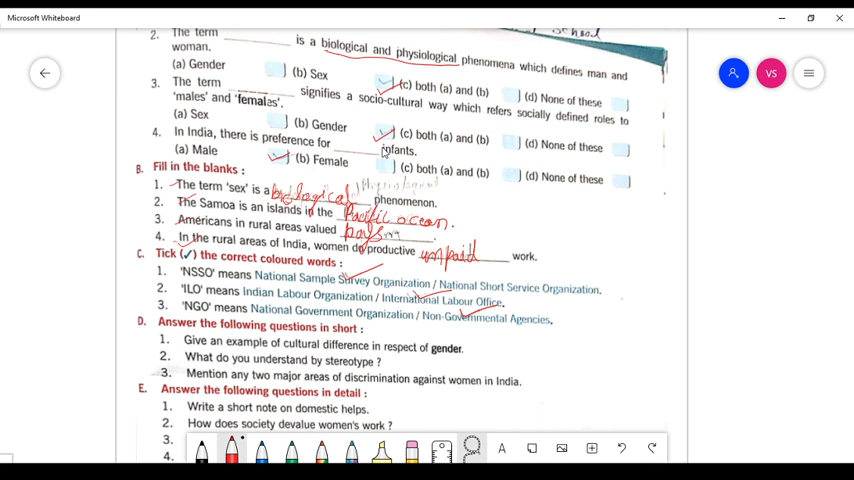 Microsoft Whiteboard
School
2. The term ________ is a biological and physiological phenomena which defines man and
woman.
(a) Gender (b) Sex (c) both (a) and (b) (d) None of these
3. The term ________ signifies a socio-cultural way which refers socially defined roles to
'males' and 'females'.
(a) Sex (b) Gender (c) both (a) and (b) (d) None of these
4. In India, there is preference for ________ infants.
(a) Male (b) Female (c) both (a) and (b) (d) None of these
B. Fill in the blanks :
1. The term 'sex' is a biological phenomenon.
2. The Samoa is an islands in the Pacific ocean.
3. Americans in rural areas valued boys.
4. In the rural areas of India, women do productive unpaid work.
C. Tick (✓) the correct coloured words :
1. 'NSSO' means National Sample Survey Organization / National Short Service Organization.
2. 'ILO' means Indian Labour Organization / International Labour Office.
3. 'NGO' means National Government Organization / Non-Governmental Agencies.
D. Answer the following questions in short :
1. Give an example of cultural difference in respect of gender.
2. What do you understand by stereotype ?
3. Mention any two major areas of discrimination against women in India.
E. Answer the following questions in detail :
1. Write a short note on domestic helps.
2. How does society devalue women's work ?
3.
4.
VS
A